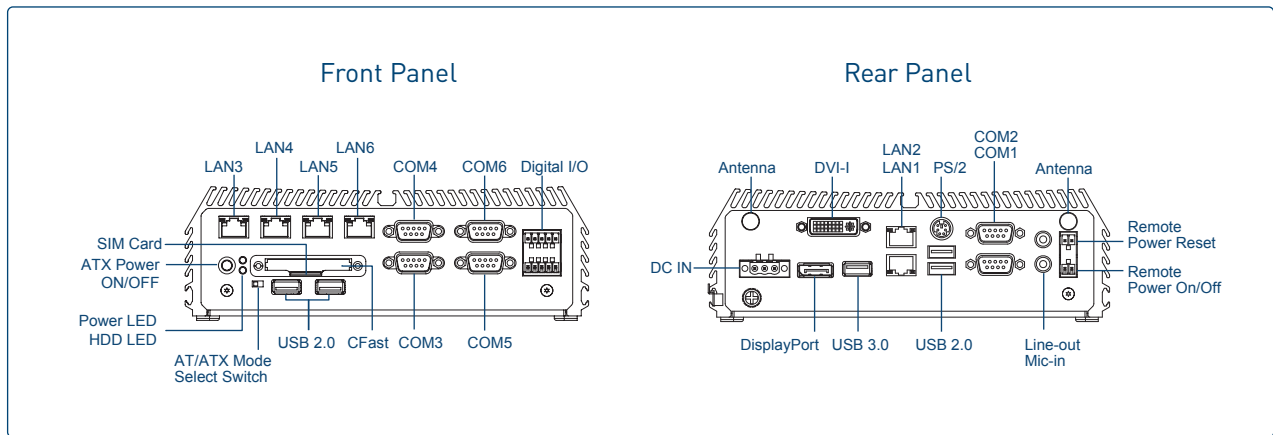 Front Panel
LAN3
LAN4
LAN5
LAN6
COM4
COM6
Digital I/O
SIM Card
ATX Power
ON/OFF
Power LED
HDD LED
AT/ATX Mode
Select Switch
USB 2.0
CFast
COM3
COM5
Rear Panel
Antenna
DVI-I
LAN2
LAN1
PS/2
COM2
COM1
Antenna
DC IN
Remote
Power Reset
Remote
Power On/Off
DisplayPort
USB 3.0
USB 2.0
Line-out
Mic-in